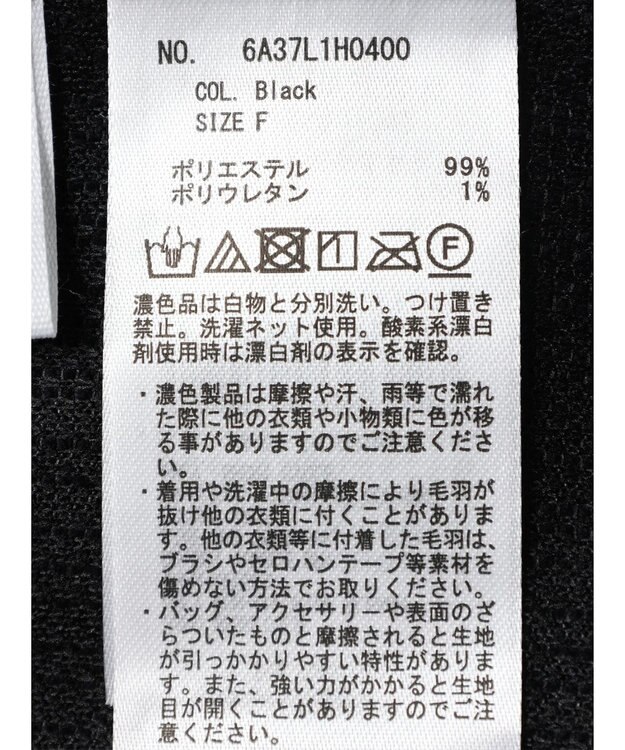 NO. 6A37L1H0400
COL. Black
SIZE F
ポリエステル 99%
ポリウレタン 1%
F
濃色品は白物と分別洗い。つけ置き
禁止。洗濯ネット使用。酸素系漂白
剤使用時は漂白剤の表示を確認。
・濃色製品は摩擦や汗、雨等で濡れ
た際に他の衣類や小物類に色が移
る事がありますのでご注意くださ
い。
・着用や洗濯中の摩擦により毛羽が
抜け他の衣類に付くことがありま
す。他の衣類等に付着した毛羽は、
ブラシやセロハンテープ等素材を
傷めない方法でお取りください。
・バッグ、アクセサリーや表面のざ
らついたものと摩擦されると生地
が引っかかりやすい特性がありま
す。また、強い力がかかると生地
目が開くことがありますのでご注
意ください。